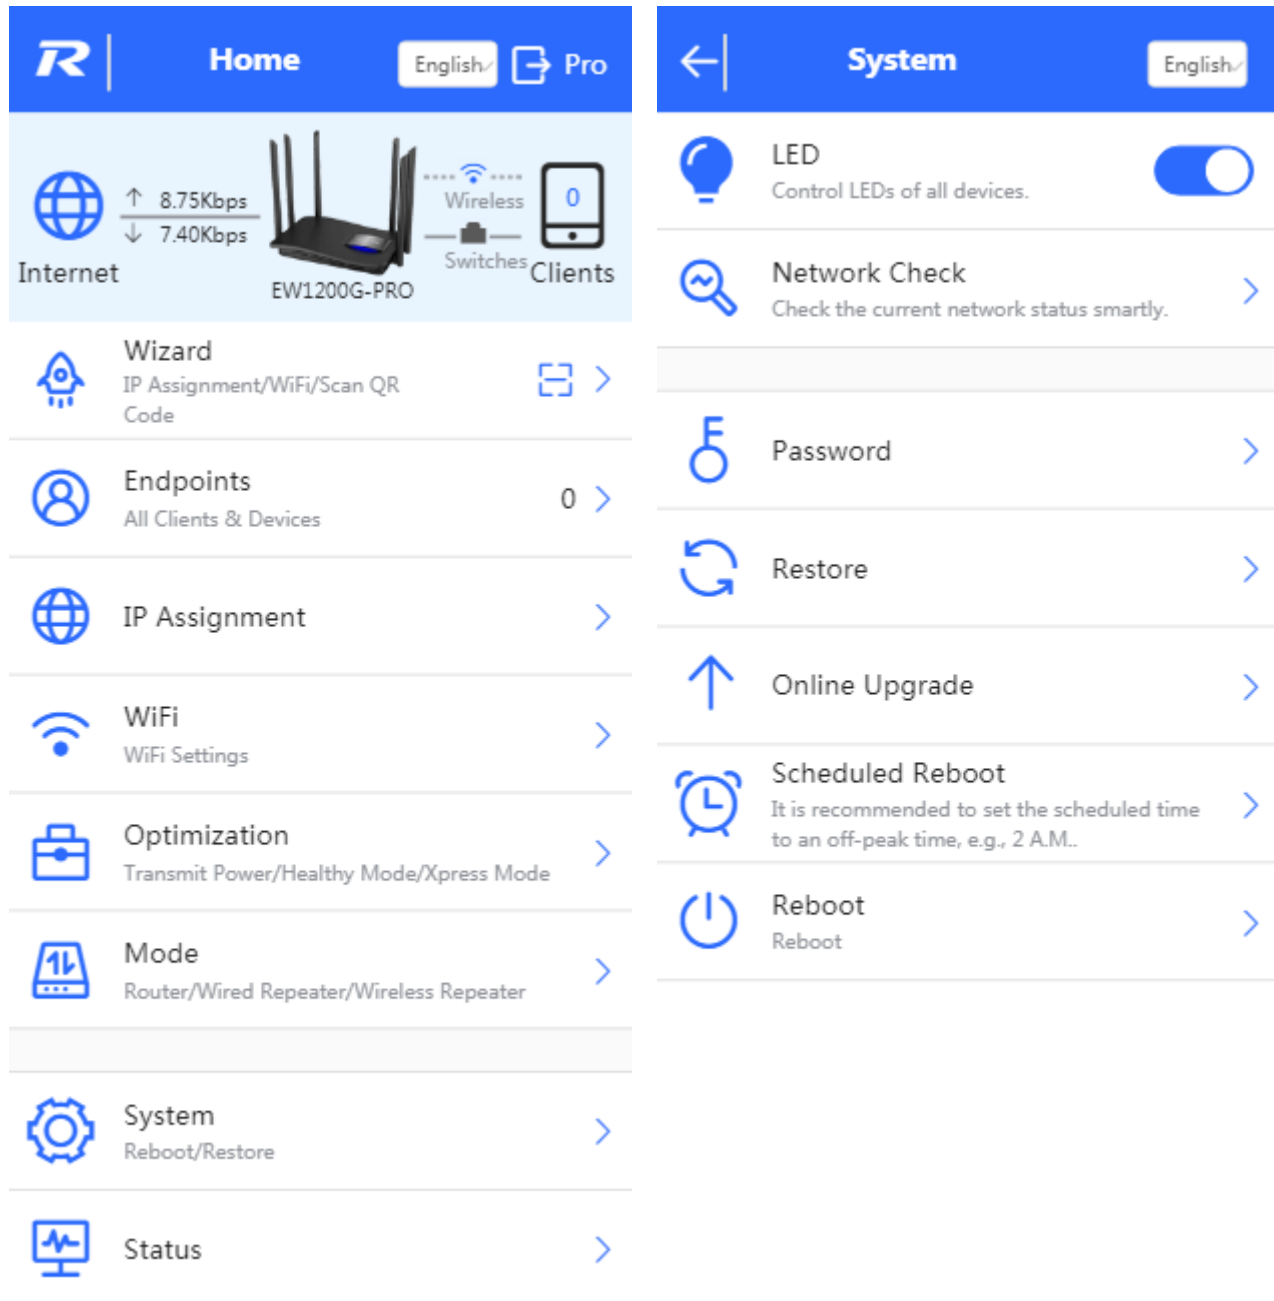 R
Home
English
Pro
8.75Kbps
7.40Kbps
Wireless
0
Switches
Internet
Clients
EW1200G-PRO
Wizard
IP Assignment/WiFi/Scan QR
Code
Endpoints
0
All Clients & Devices
IP Assignment
WiFi
WiFi Settings
Optimization
Transmit Power/Healthy Mode/Xpress Mode
Mode
Router/Wired Repeater/Wireless Repeater
System
Reboot/Restore
Status
System
English
LED
Control LEDs of all devices.
Network Check
Check the current network status smartly.
Password
Restore
Online Upgrade
Scheduled Reboot
It is recommended to set the scheduled time
to an off-peak time, e.g., 2 A.M..
Reboot
Reboot